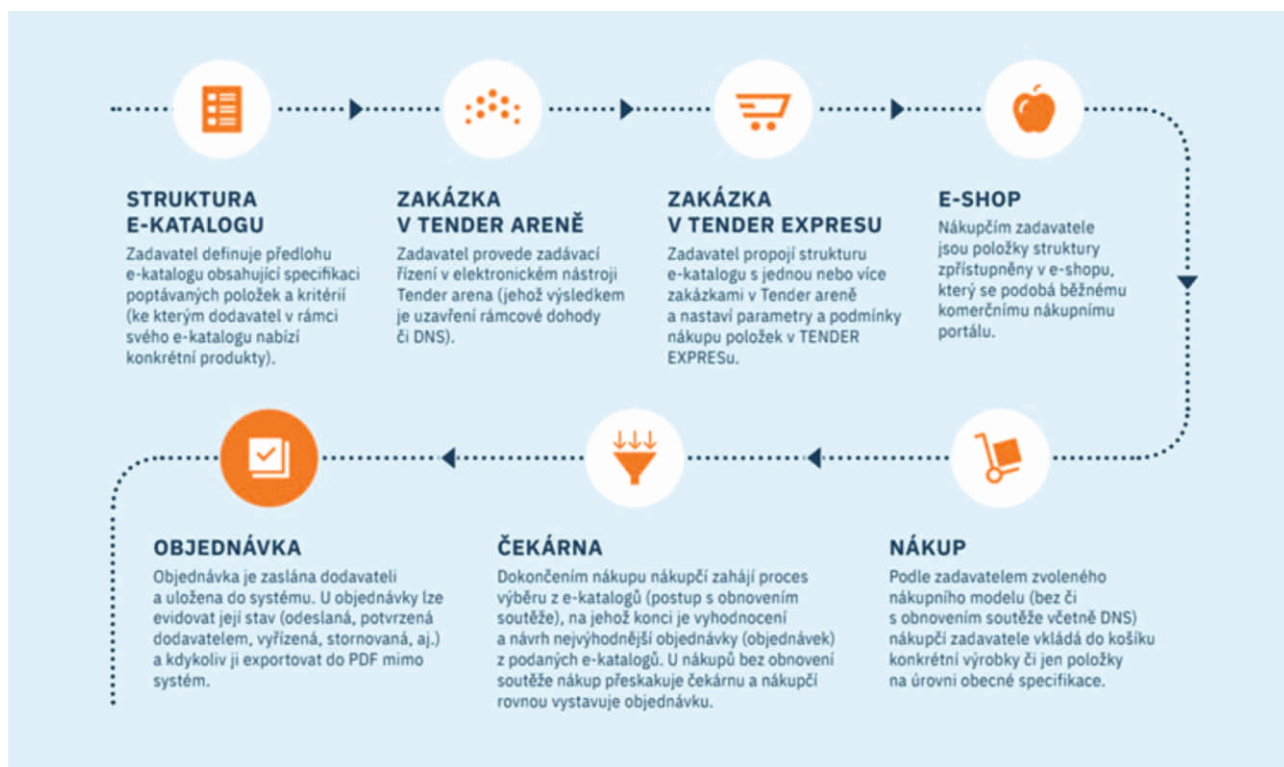 STRUKTURA
E-KATALOGU
Zadavatel definuje předlohu
e-katalogu obsahující specifikaci
poptávaných položek a kritérií
(ke kterým dodavatel v rámci
svého e-katalogu nabízí
konkrétní produkty).
ZAKÁZKA
V TENDER ARENĚ
Zadavatel provede zadávací
řízení v elektronickém nástroji
Tender arena (jehož výsledkem
je uzavření rámcové dohody
či DNS).
ZAKÁZKA
V TENDER EXPRESU
Zadavatel propojí strukturu
e-katalogu s jednou nebo více
zakázkami v Tender areně
a nastaví parametry a podmínky
nákupu položek v TENDER
EXPRESu.
E-SHOP
Nákupčím zadavatele
jsou položky struktury
zpřístupněny v e-shopu,
který se podobá běžnému
komerčnímu nákupnímu
portálu.
NÁKUP
Podle zadavatelem zvoleného
nákupního modelu (bez či
s obnovením soutěže včetně DNS)
nákupčí zadavatele vkládá do košíku
konkrétní výrobky či jen položky
na úrovni obecné specifikace.
ČEKÁRNA
Dokončením nákupu nákupčí zahájí proces
výběru z e-katalogů (postup s obnovením
soutěže), na jehož konci je vyhodnocení
a návrh nejvýhodnější objednávky (objednávek)
z podaných e-katalogů. U nákupů bez obnovení
soutěže nákup přeskakuje čekárnu a nákupčí
rovnou vystavuje objednávku.
OBJEDNÁVKA
Objednávka je zaslána dodavateli
a uložena do systému. U objednávky lze
evidovat její stav (odeslaná, potvrzená
dodavatelem, vyřízená, stornovaná, aj.)
a kdykoliv ji exportovat do PDF mimo
systém.